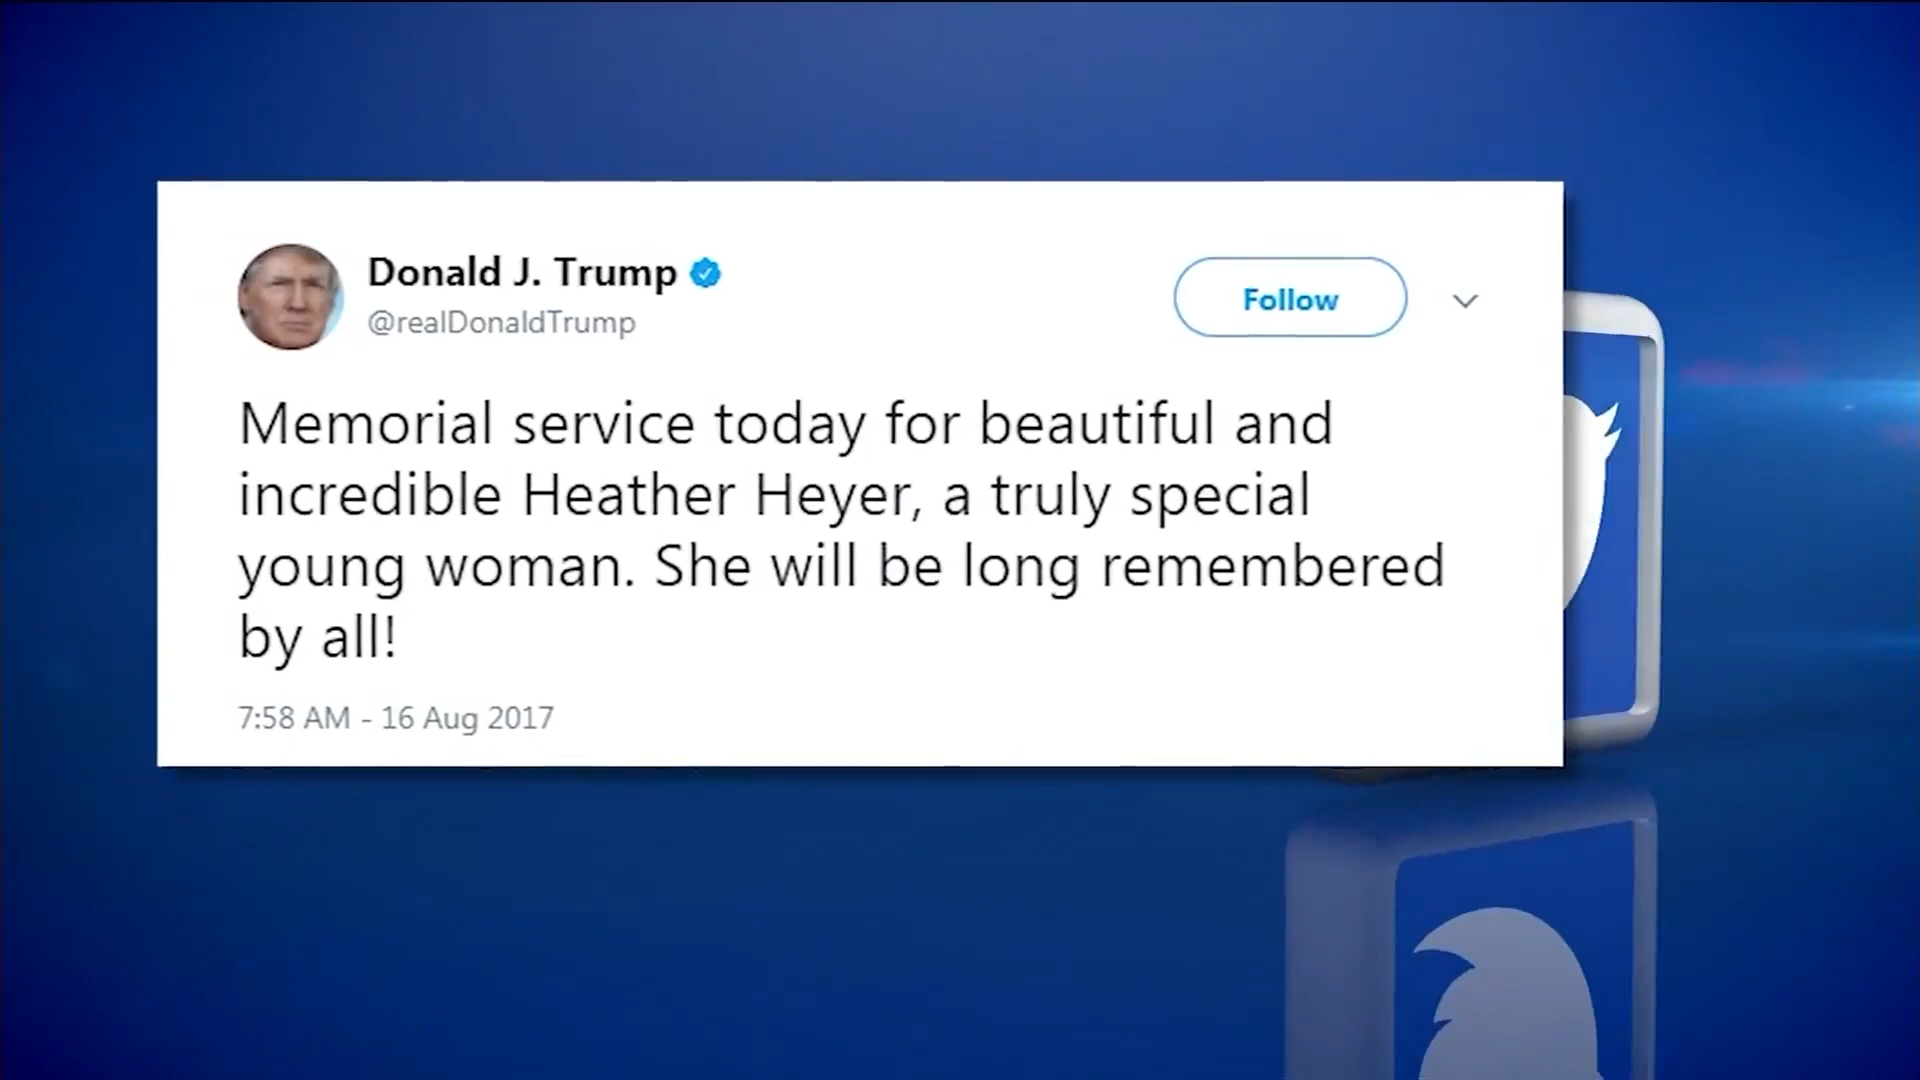 Donald J. Trump
@realDonaldTrump
Follow
Memorial service today for beautiful and
incredible Heather Heyer, a truly special
young woman. She will be long remembered
by all!
7:58 AM - 16 Aug 2017